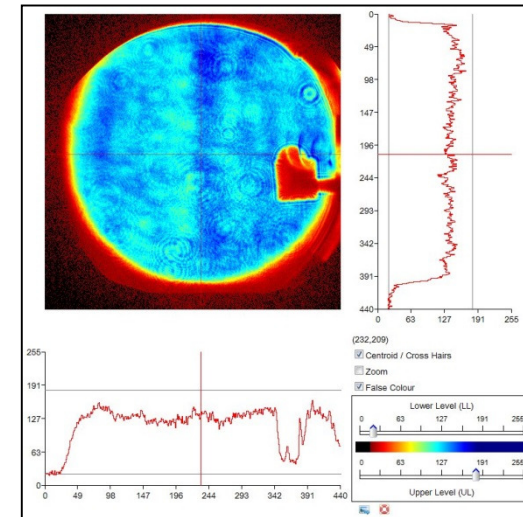 0
49
98
147
196
244
293
342
391
440
0 63 127 191 255
(232,209)
Centroid / Cross Hairs
Zoom
False Colour
255
191
127
63
0
0 49 98 147 196 244 293 342 391 440
Lower Level (LL)
0 63 127 191 255
0 63 127 191 255
Upper Level (UL)